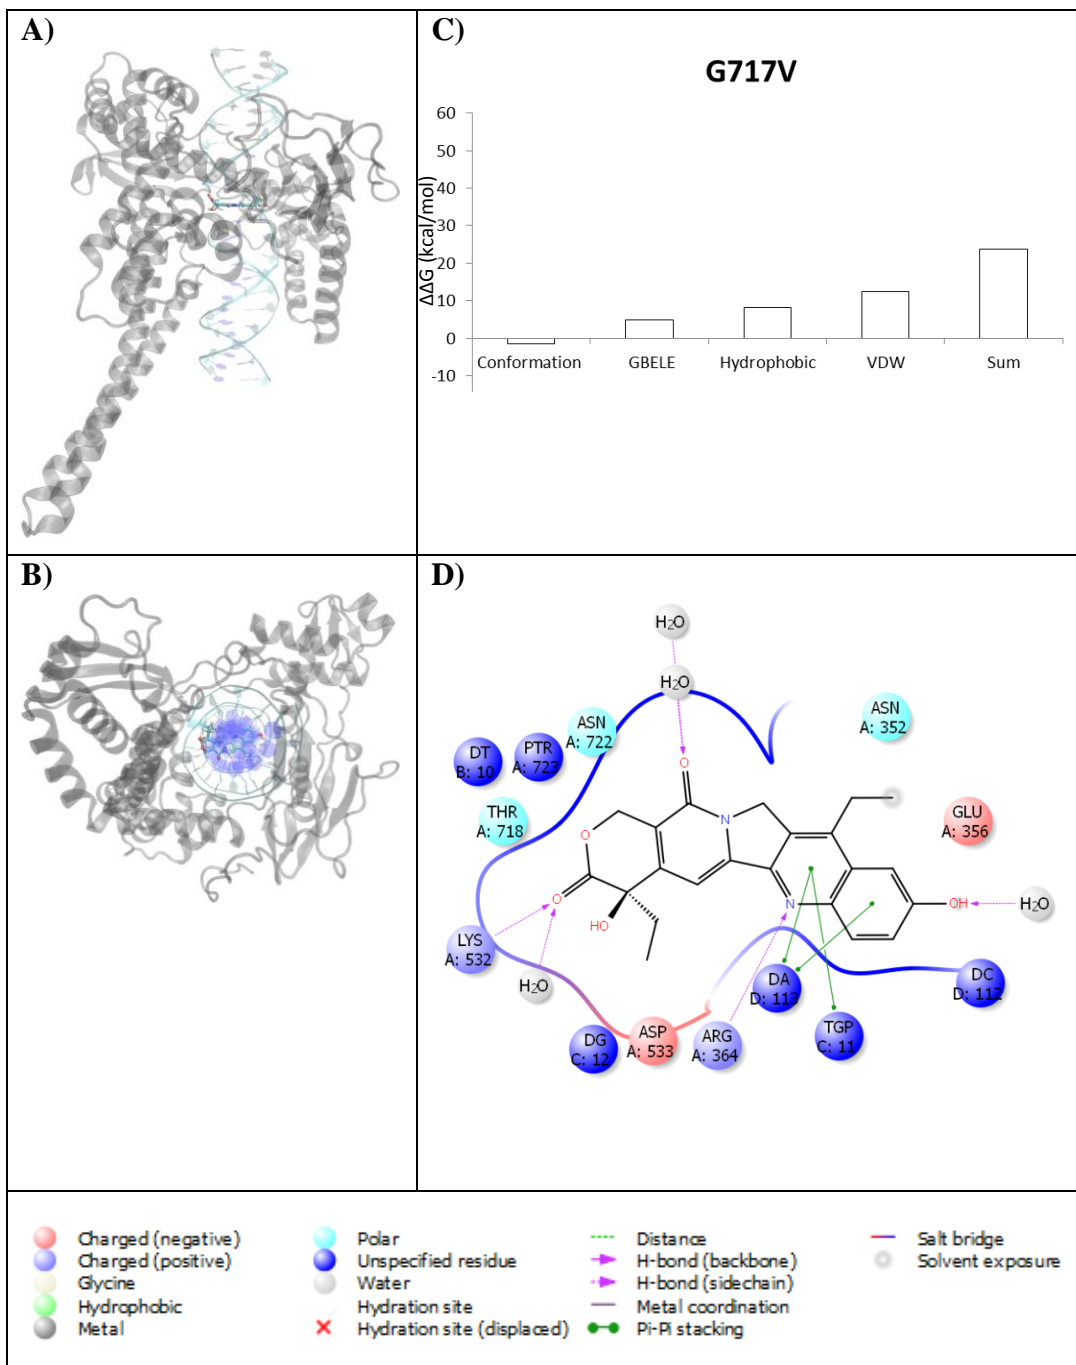 A)
C)
G717V
60
50
40
30
20
10
0
-10
ΔΔG (kcal/mol)
Conformation
GBELE
Hydrophobic
VDW
Sum
B)
D)
H₂O
H₂O
ASN
A: 352
ASN
A: 722
DT
B: 10
PTR
A: 723
THR
A: 718
GLU
A: 356
O
N
O
O
N
OH
H₂O
HO
LYS
A: 532
H₂O
DA
D: 113
DC
D: 112
DG
C: 12
ASP
A: 533
ARG
A: 364
TGP
C: 11
Charged (negative)
Charged (positive)
Glycine
Hydrophobic
Metal
Polar
Unspecified residue
Water
Hydration site
Hydration site (displaced)
Distance
H-bond (backbone)
H-bond (sidechain)
Metal coordination
Pi-Pi stacking
Salt bridge
Solvent exposure